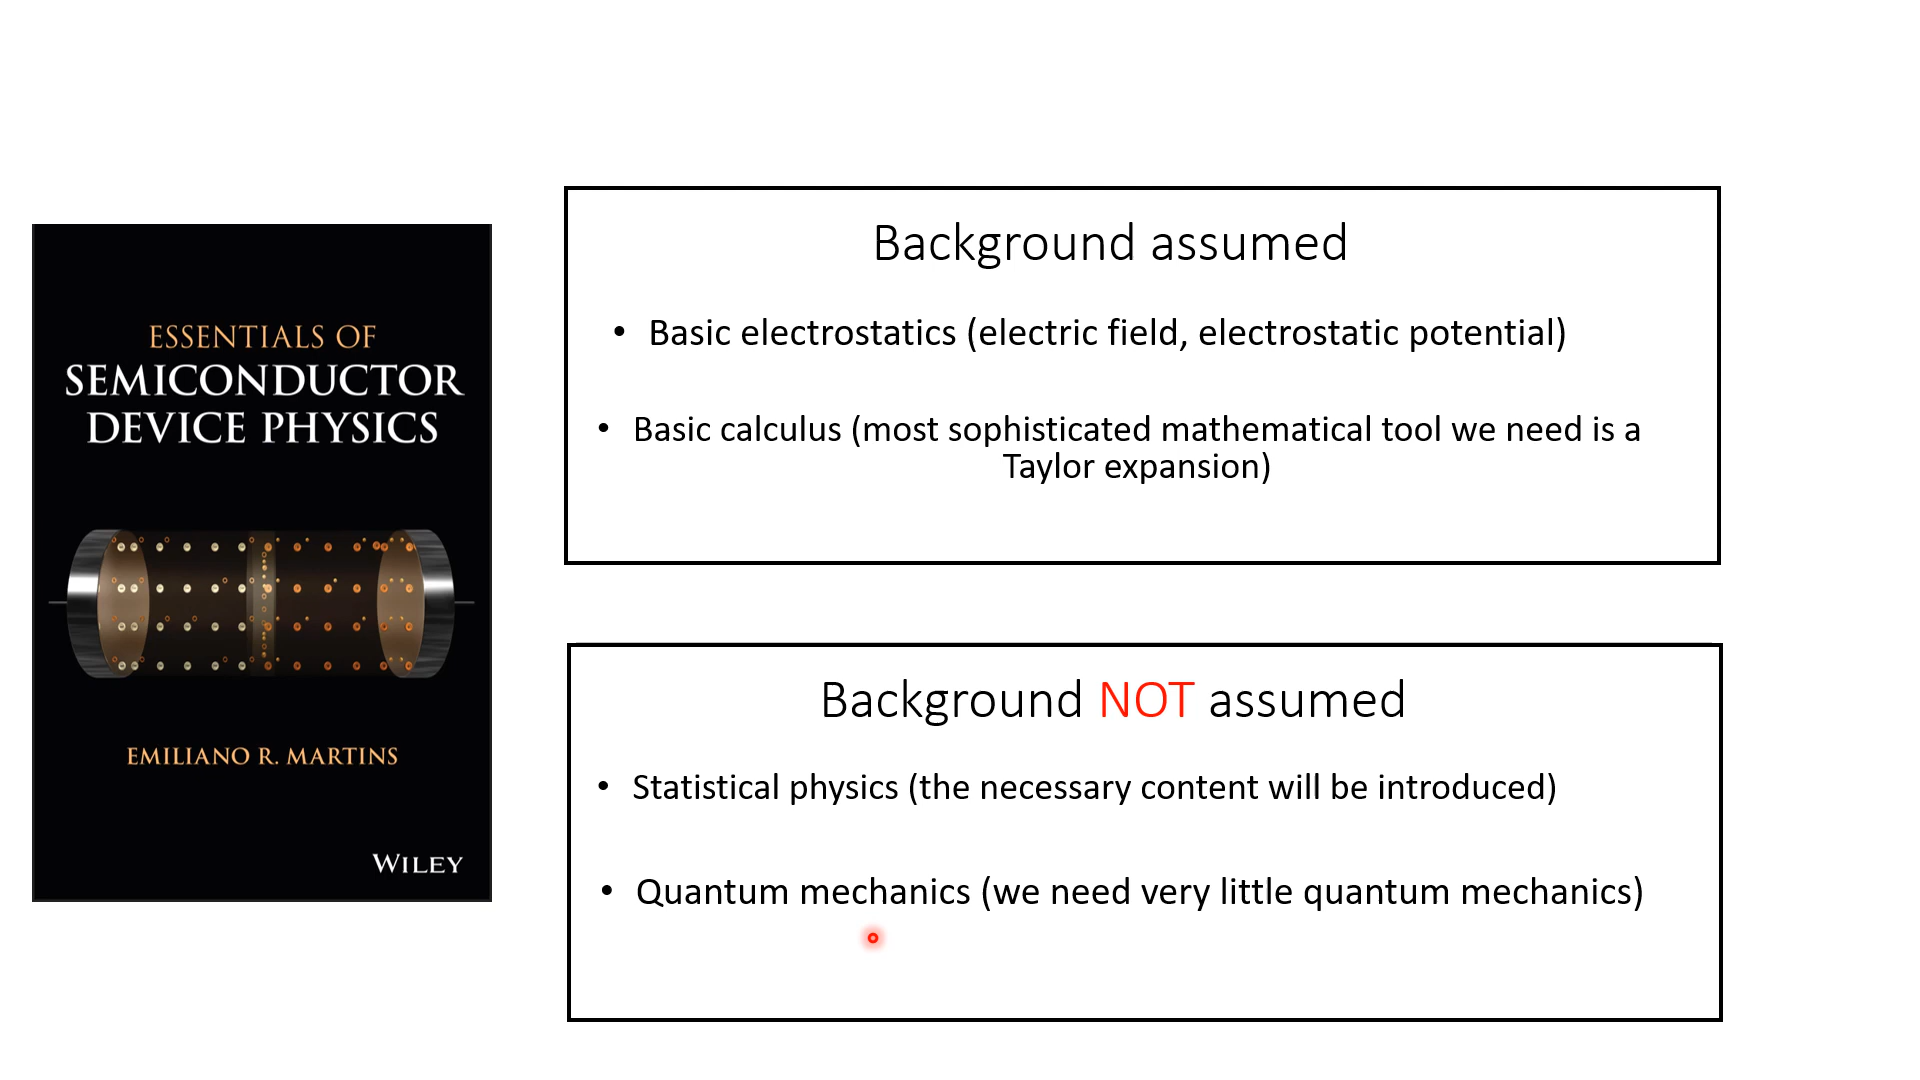 ESSENTIALS OF
SEMICONDUCTOR
DEVICE PHYSICS
EMILIANO R. MARTINS
WILEY
Background assumed
• Basic electrostatics (electric field, electrostatic potential)
• Basic calculus (most sophisticated mathematical tool we need is a
Taylor expansion)
Background NOT assumed
• Statistical physics (the necessary content will be introduced)
• Quantum mechanics (we need very little quantum mechanics)